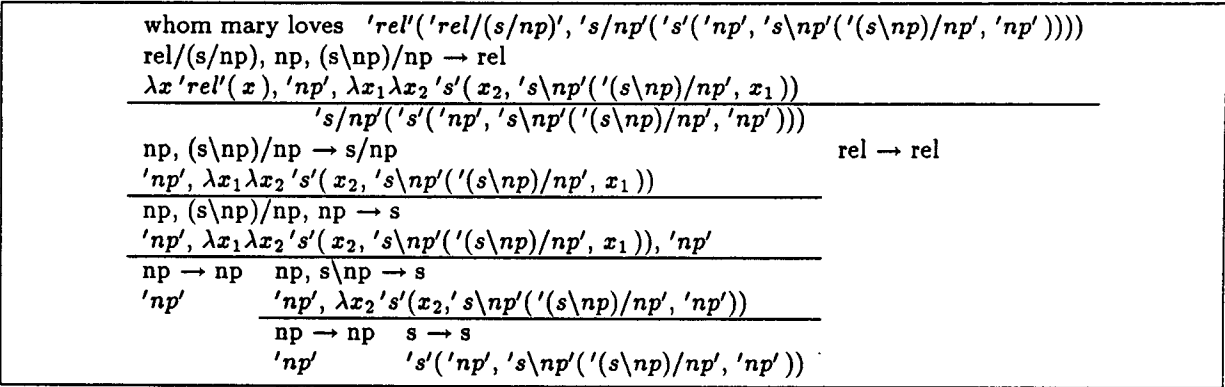 whom mary loves 'rel'('rel/(s/np)', 's/np'('s'('np', 's\np'('(s\np)/np', 'np' ))))
rel/(s/np), np, (s\np)/np → rel
λx 'rel'( x ), 'np', λx₁λx₂ 's'( x₂, 's\np'('(s\np)/np', x₁ ))
's/np'('s'('np', 's\np'('(s\np)/np', 'np' )))
np, (s\np)/np → s/np rel → rel
'np', λx₁λx₂ 's'( x₂, 's\np'('(s\np)/np', x₁ ))
np, (s\np)/np, np → s
'np', λx₁λx₂ 's'( x₂, 's\np'('(s\np)/np', x₁ )), 'np'
np → np np, s\np → s
'np' 'np', λx₂ 's'(x₂,' s\np'('(s\np)/np', 'np'))
np → np s → s
'np' 's'('np', 's\np'('(s\np)/np', 'np' ))